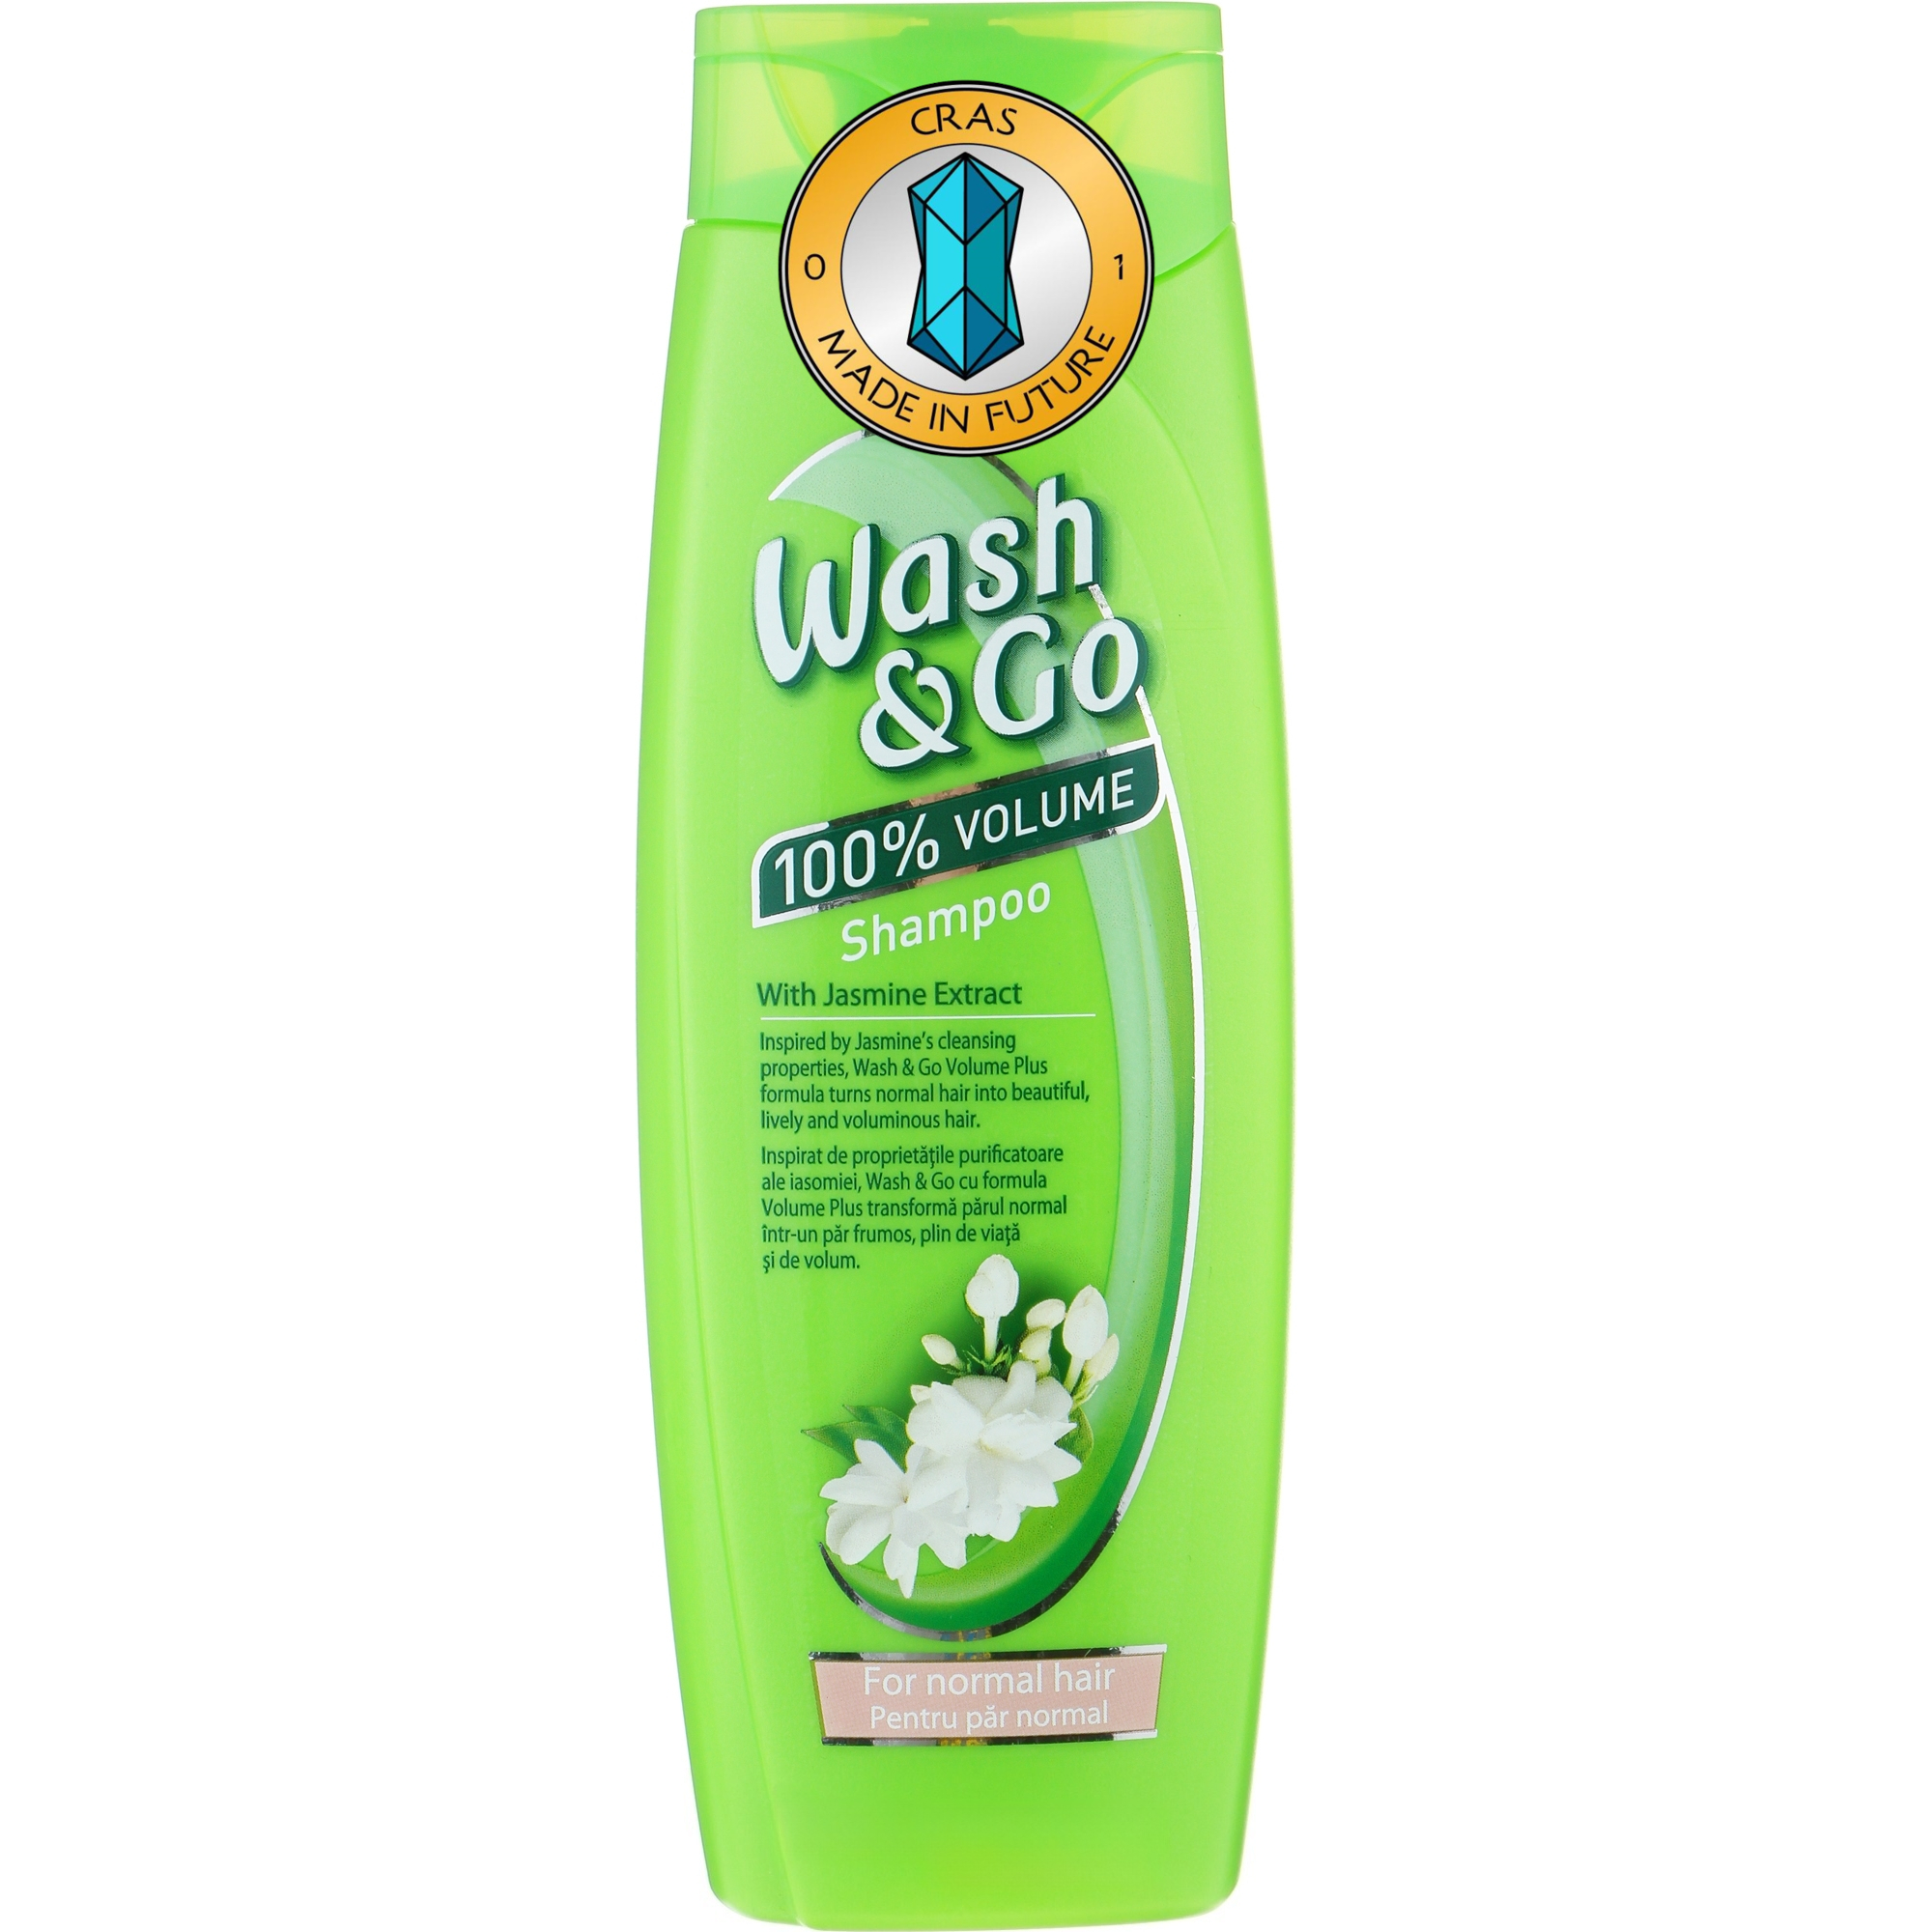 CRAS
0 1
MADE IN FUTURE
Wash
&Go
100% VOLUME
Shampoo
With Jasmine Extract
Inspired by Jasmine's cleansing
properties, Wash & Go Volume Plus
formula turns normal hair into beautiful,
lively and voluminous hair.
Inspirat de proprietăţile purificatoare
ale iasomiei, Wash & Go cu formula
Volume Plus transformă părul normal
într-un păr frumos, plin de viaţă
şi de volum.
For normal hair
Pentru păr normal